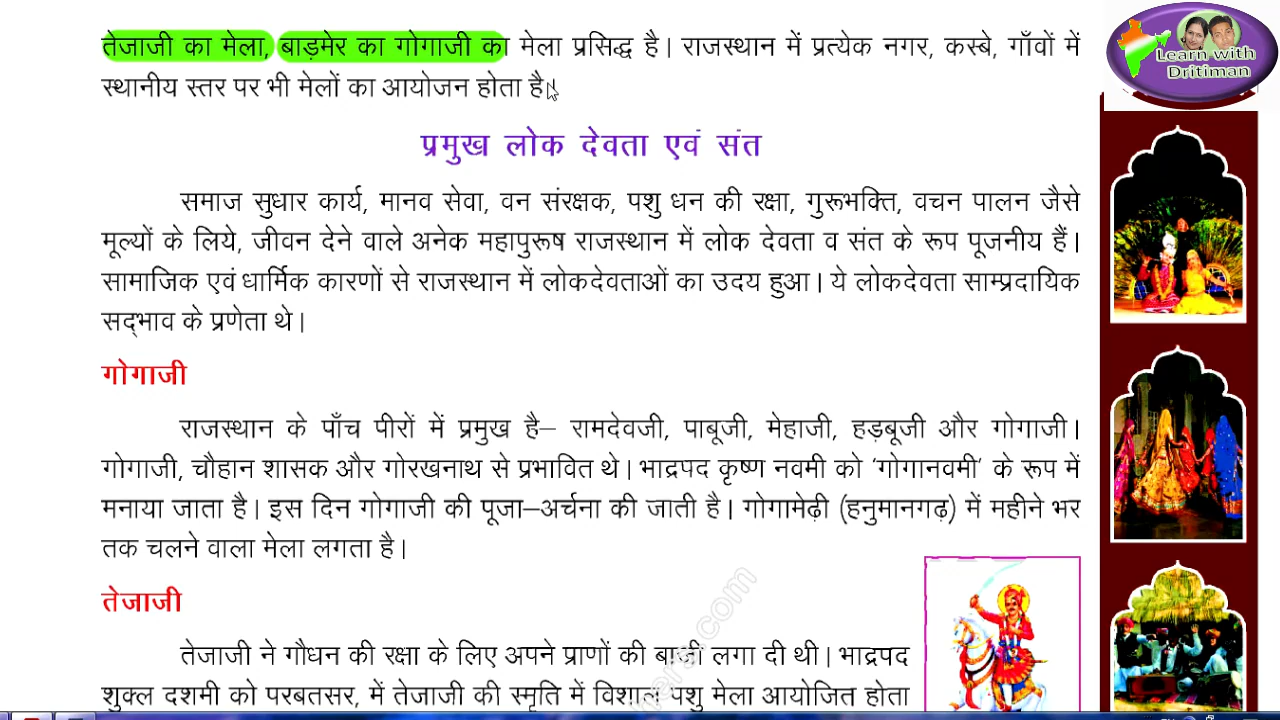 तेजाजी का मेला, बाड़मेर का गोगाजी का मेला प्रसिद्ध है। राजस्थान में प्रत्येक नगर, कस्बे, गाँवों में
स्थानीय स्तर पर भी मेलों का आयोजन होता है।
प्रमुख लोक देवता एवं संत
समाज सुधार कार्य, मानव सेवा, वन संरक्षक, पशु धन की रक्षा, गुरूभक्ति, वचन पालन जैसे
मूल्यों के लिये, जीवन देने वाले अनेक महापुरूष राजस्थान में लोक देवता व संत के रूप पूजनीय हैं।
सामाजिक एवं धार्मिक कारणों से राजस्थान में लोकदेवताओं का उदय हुआ। ये लोकदेवता साम्प्रदायिक
सद्भाव के प्रणेता थे।
गोगाजी
राजस्थान के पाँच पीरों में प्रमुख है– रामदेवजी, पाबूजी, मेहाजी, हड़बूजी और गोगाजी।
गोगाजी, चौहान शासक और गोरखनाथ से प्रभावित थे। भाद्रपद कृष्ण नवमी को ‘गोगानवमी’ के रूप में
मनाया जाता है। इस दिन गोगाजी की पूजा–अर्चना की जाती है। गोगामेढ़ी (हनुमानगढ़) में महीने भर
तक चलने वाला मेला लगता है।
तेजाजी
तेजाजी ने गौधन की रक्षा के लिए अपने प्राणों की बाजी लगा दी थी। भाद्रपद
शुक्ल दशमी को परबतसर, में तेजाजी की स्मृति में विशाल पशु मेला आयोजित होता
Learn with
Dritiman